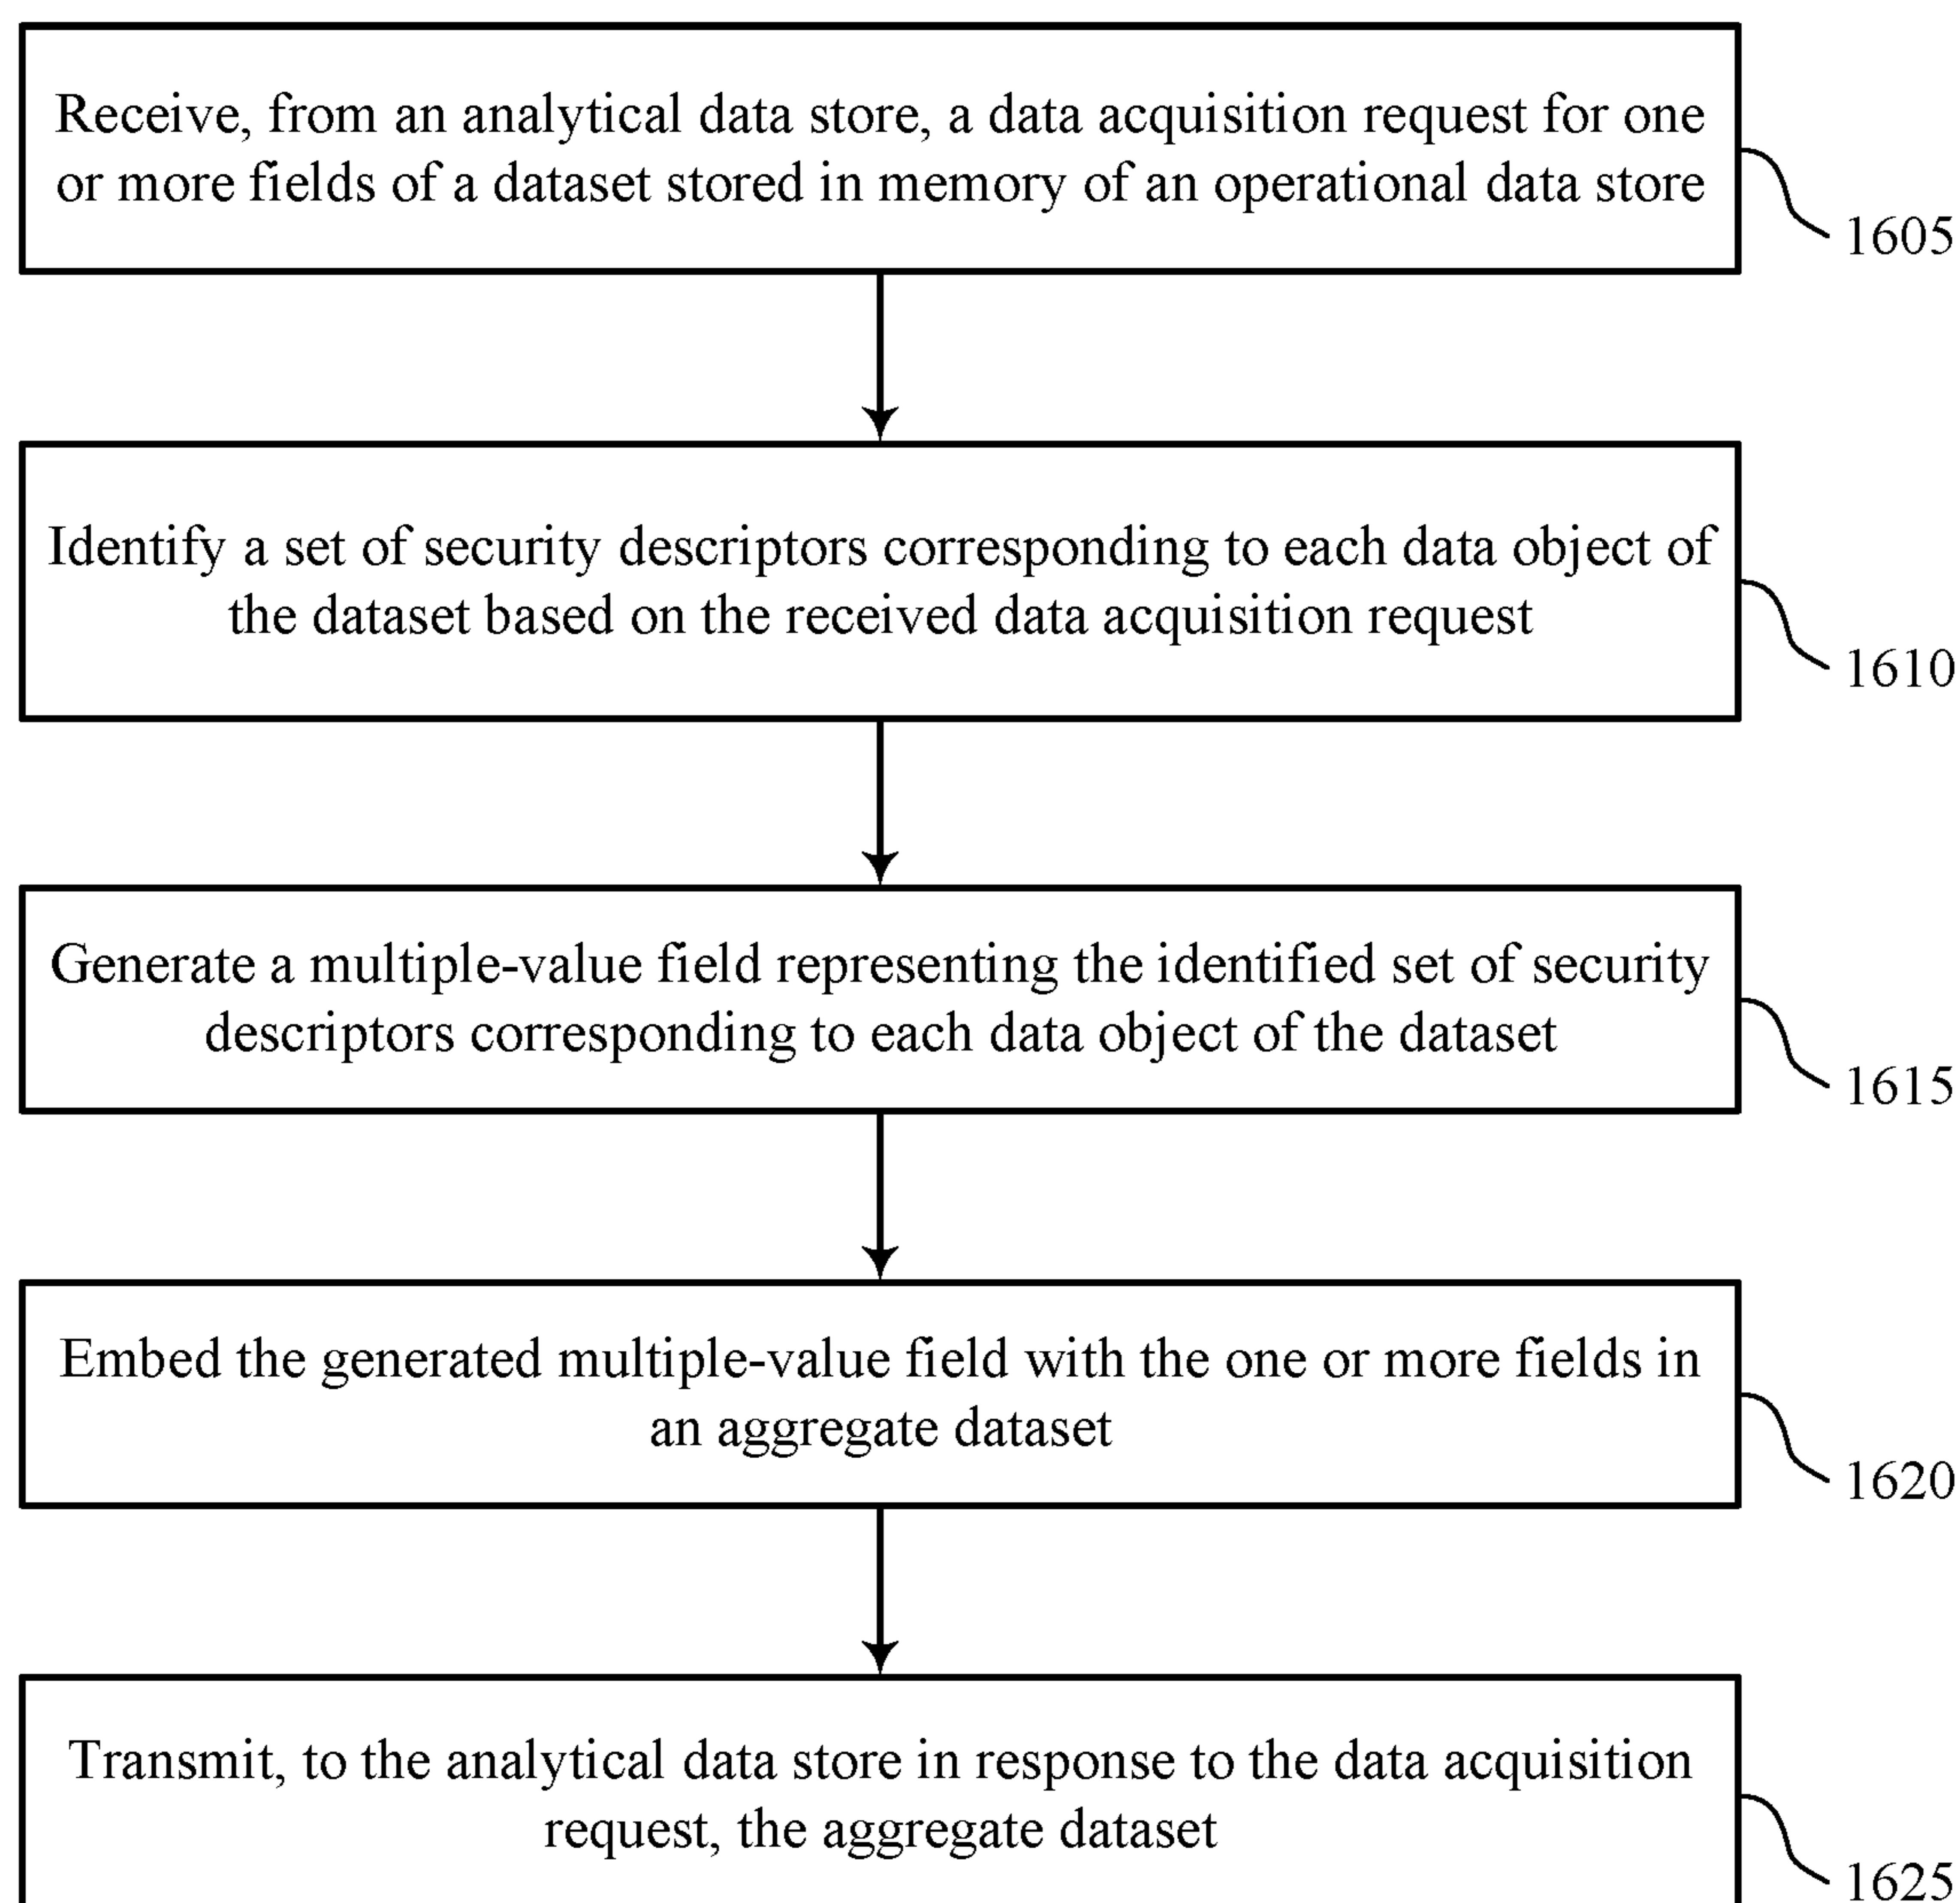 Receive, from an analytical data store, a data acquisition request for one
or more fields of a dataset stored in memory of an operational data store
1605
Identify a set of security descriptors corresponding to each data object of
the dataset based on the received data acquisition request
1610
Generate a multiple-value field representing the identified set of security
descriptors corresponding to each data object of the dataset
1615
Embed the generated multiple-value field with the one or more fields in
an aggregate dataset
1620
Transmit, to the analytical data store in response to the data acquisition
request, the aggregate dataset
1625